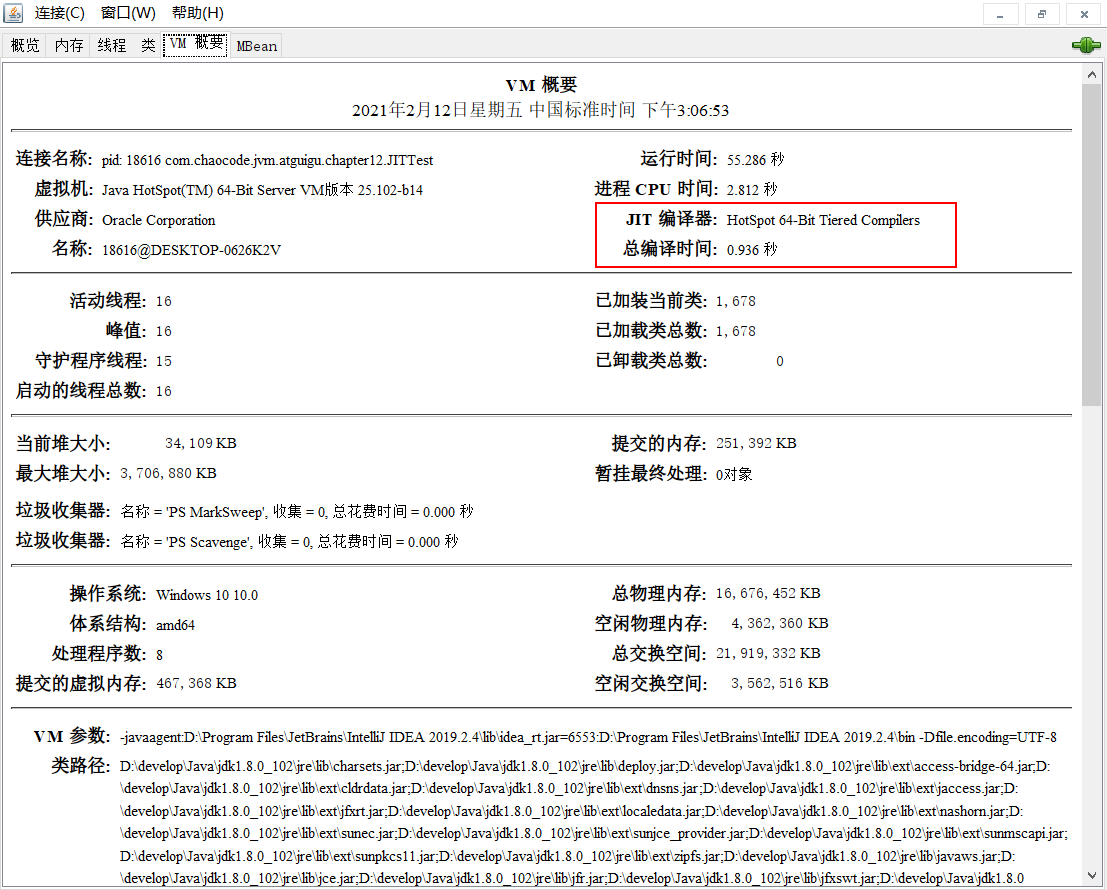 连接(C) 窗口(W) 帮助(H)
概览 内存 线程 类 VM 概要 MBean
VM 概要
2021年2月12日星期五 中国标准时间 下午3:06:53
连接名称: pid: 18616 com.chaocode.jvm.atguigu.chapter12.JITTest 运行时间: 55.286 秒
虚拟机: Java HotSpot(TM) 64-Bit Server VM版本 25.102-b14 进程 CPU 时间: 2.812 秒
供应商: Oracle Corporation JIT 编译器: HotSpot 64-Bit Tiered Compilers
名称: 18616@DESKTOP-0626K2V 总编译时间: 0.936 秒
活动线程: 16 已加装当前类: 1,678
峰值: 16 已加载类总数: 1,678
守护程序线程: 15 已卸载类总数: 0
启动的线程总数: 16
当前堆大小: 34,109 KB 提交的内存: 251,392 KB
最大堆大小: 3,706,880 KB 暂挂最终处理: 0对象
垃圾收集器: 名称 = 'PS MarkSweep', 收集 = 0, 总花费时间 = 0.000 秒
垃圾收集器: 名称 = 'PS Scavenge', 收集 = 0, 总花费时间 = 0.000 秒
操作系统: Windows 10 10.0 总物理内存: 16,676,452 KB
体系结构: amd64 空闲物理内存: 4,362,360 KB
处理程序数: 8 总交换空间: 21,919,332 KB
提交的虚拟内存: 467,368 KB 空闲交换空间: 3,562,516 KB
VM 参数: -javaagent:D:\Program Files\JetBrains\IntelliJ IDEA 2019.2.4\lib\idea_rt.jar=6553:D:\Program Files\JetBrains\IntelliJ IDEA 2019.2.4\bin -Dfile.encoding=UTF-8
类路径: D:\develop\Java\jdk1.8.0_102\jre\lib\charsets.jar;D:\develop\Java\jdk1.8.0_102\jre\lib\deploy.jar;D:\develop\Java\jdk1.8.0_102\jre\lib\ext\access-bridge-64.jar;D:
\develop\Java\jdk1.8.0_102\jre\lib\ext\cldrdata.jar;D:\develop\Java\jdk1.8.0_102\jre\lib\ext\dnsns.jar;D:\develop\Java\jdk1.8.0_102\jre\lib\ext\jaccess.jar;D:
\develop\Java\jdk1.8.0_102\jre\lib\ext\jfxrt.jar;D:\develop\Java\jdk1.8.0_102\jre\lib\ext\localedata.jar;D:\develop\Java\jdk1.8.0_102\jre\lib\ext\nashorn.jar;D:
\develop\Java\jdk1.8.0_102\jre\lib\ext\sunec.jar;D:\develop\Java\jdk1.8.0_102\jre\lib\ext\sunjce_provider.jar;D:\develop\Java\jdk1.8.0_102\jre\lib\ext\sunmscapi.jar;
D:\develop\Java\jdk1.8.0_102\jre\lib\ext\sunpkcs11.jar;D:\develop\Java\jdk1.8.0_102\jre\lib\ext\zipfs.jar;D:\develop\Java\jdk1.8.0_102\jre\lib\javaws.jar;D:
\develop\Java\jdk1.8.0_102\jre\lib\jce.jar;D:\develop\Java\jdk1.8.0_102\jre\lib\jfr.jar;D:\develop\Java\jdk1.8.0_102\jre\lib\jfxswt.jar;D:\develop\Java\jdk1.8.0